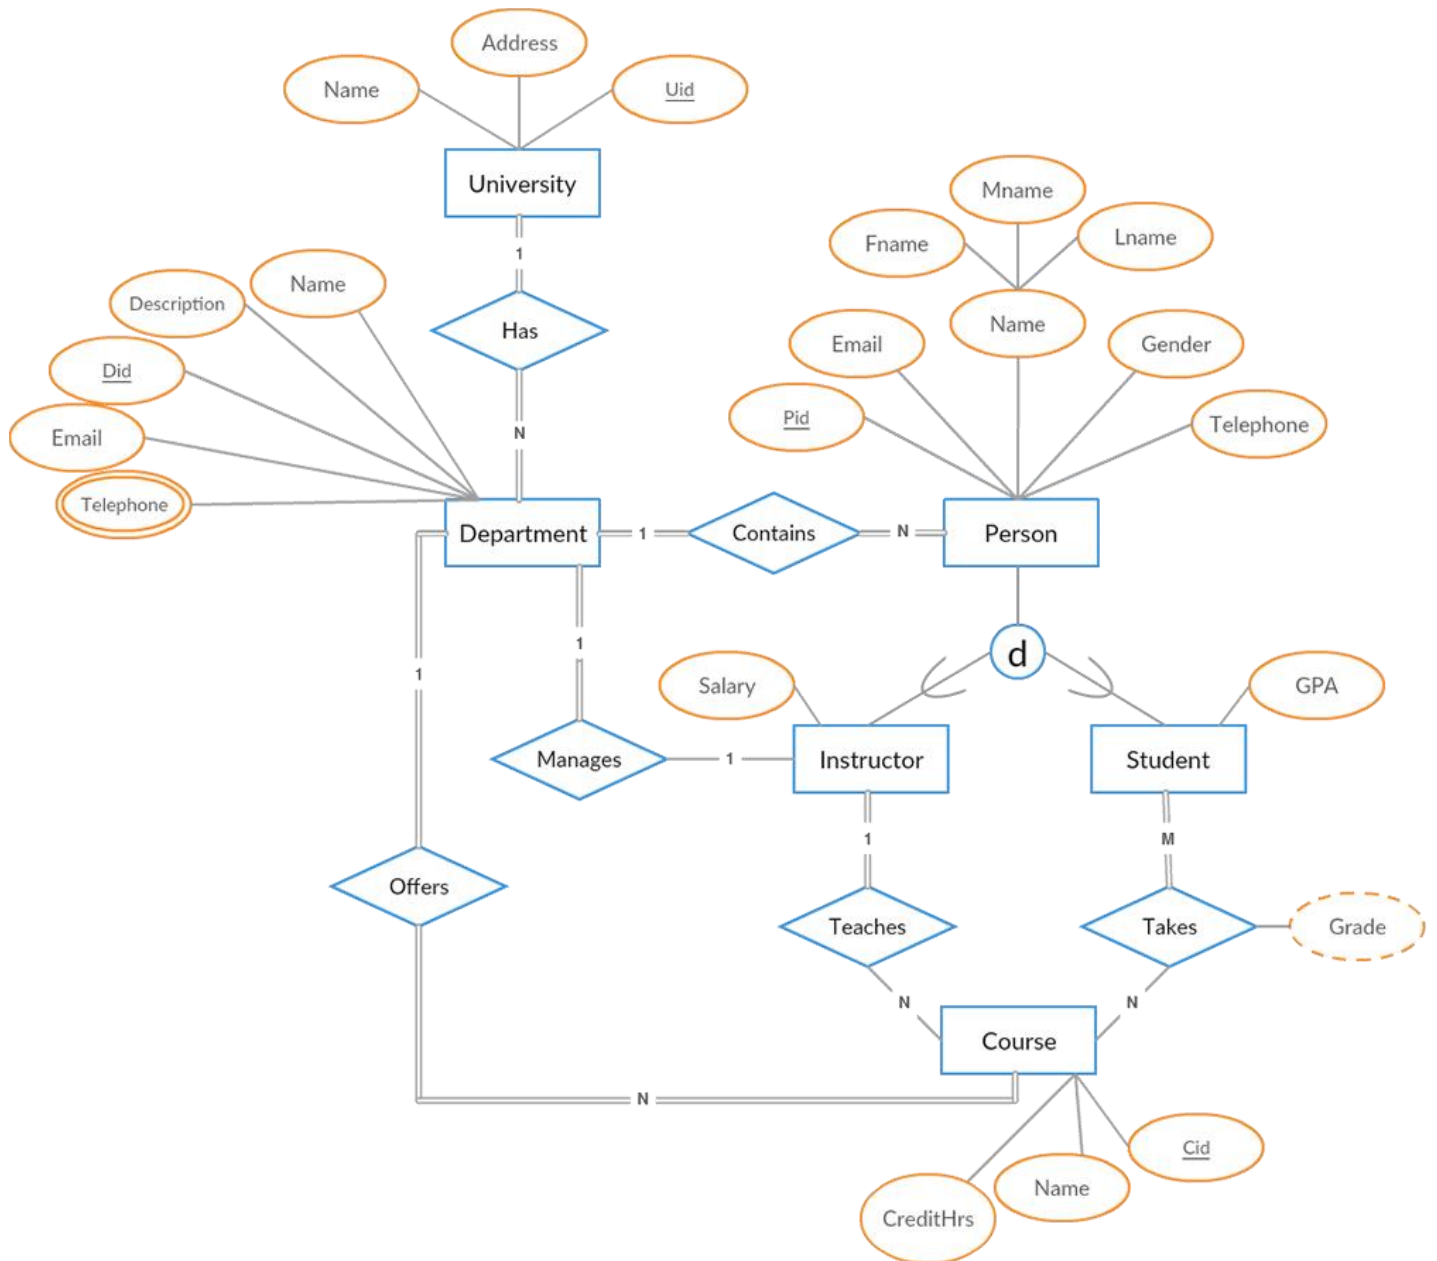 Address
Name
Uid
University
1
Has
N
Mname
Fname
Lname
Name
Description
Name
Email
Gender
Did
Pid
Telephone
Email
Telephone
Department
1
Contains
N
Person
1
1
d
Salary
GPA
Manages
1
Instructor
Student
1
M
Offers
Teaches
Takes
Grade
N
N
Course
N
Cid
Name
CreditHrs